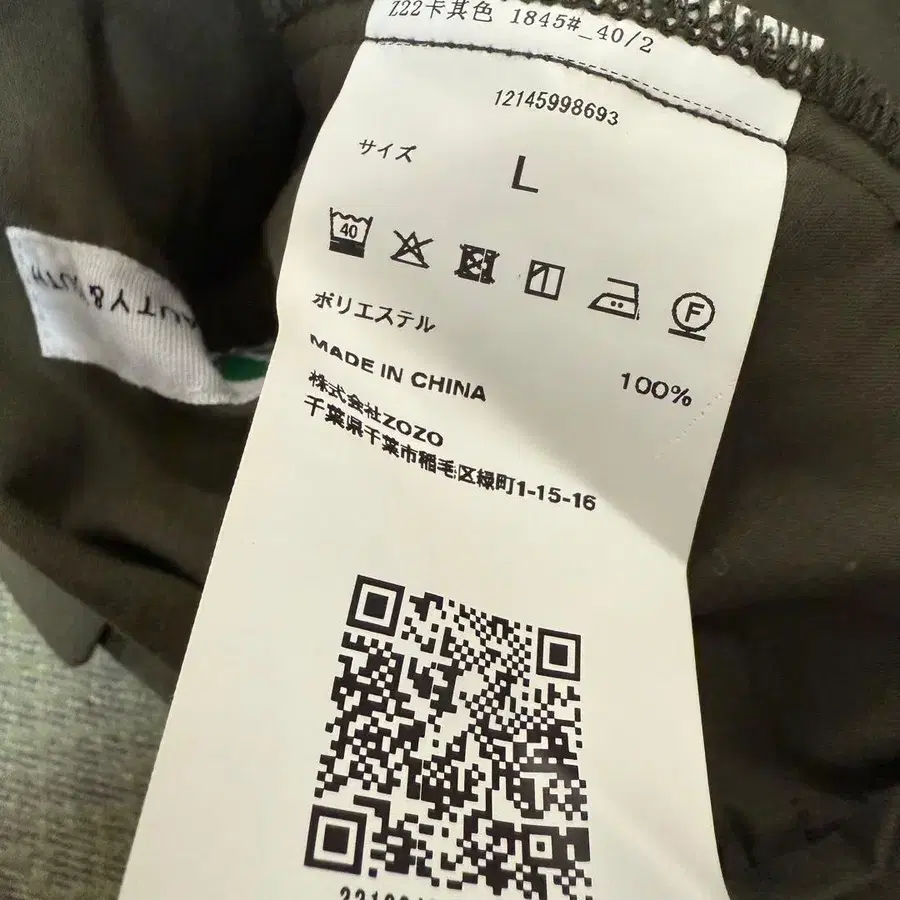 Z22卡其色 1845#_40/2
12145998693
サイズ L
40
F
ポリエステル 100%
MADE IN CHINA
株式会社ZOZO
千葉県千葉市稲毛区緑町1-15-16